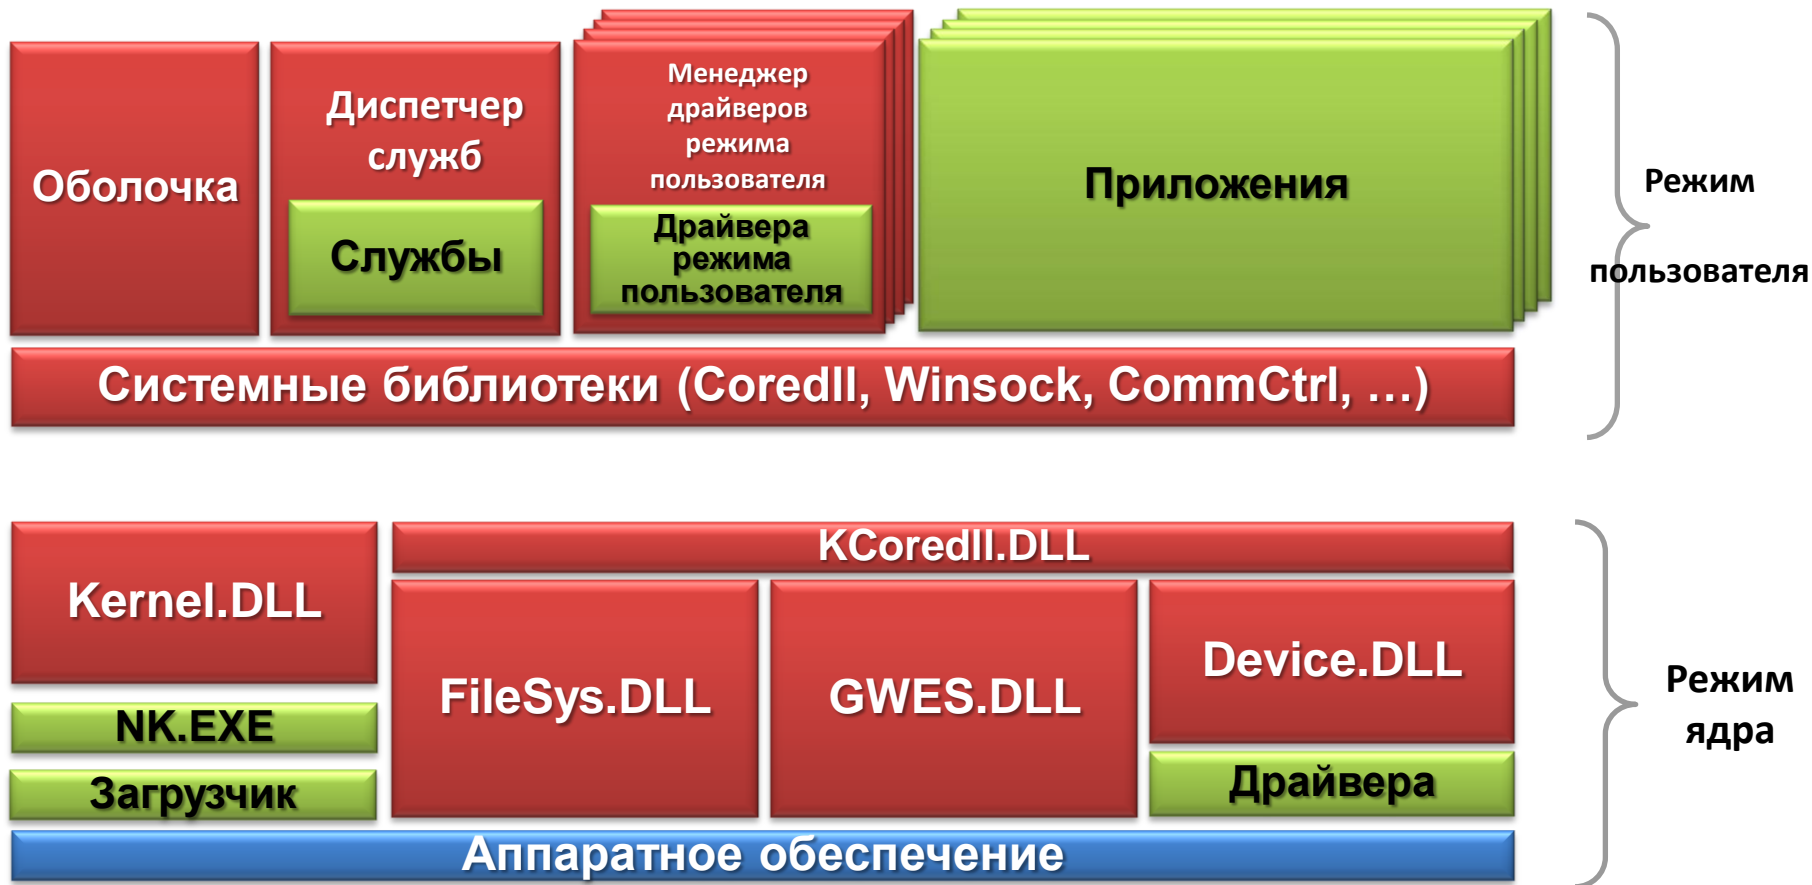 Оболочка
Диспетчер
служб
Службы
Менеджер
драйверов
режима
пользователя
Драйвера
режима
пользователя
Приложения
Режим
пользователя
Системные библиотеки (Coredll, Winsock, CommCtrl, …)
Kernel.DLL
NK.EXE
Загрузчик
KCoredll.DLL
FileSys.DLL
GWES.DLL
Device.DLL
Драйвера
Режим
ядра
Аппаратное обеспечение